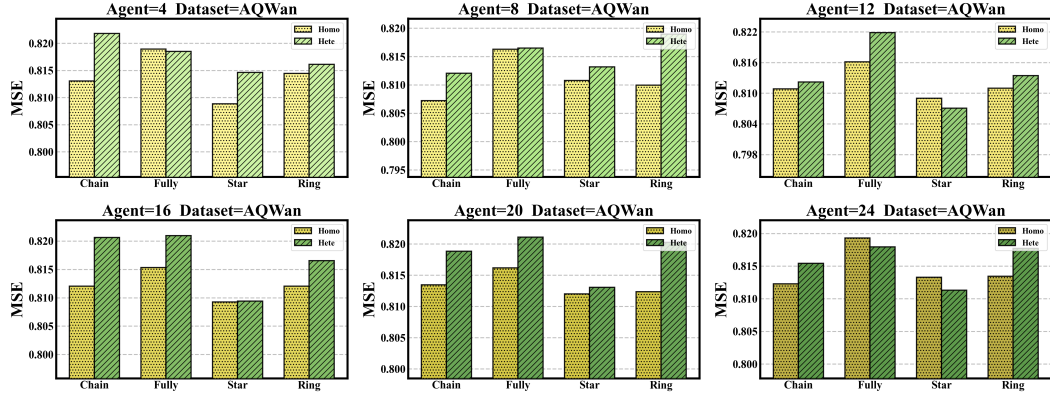 Agent=4 Dataset=AQWan
MSE
0.820
0.815
0.810
0.805
0.800
Homo
Hete
Chain
Fully
Star
Ring
Agent=8 Dataset=AQWan
MSE
0.820
0.815
0.810
0.805
0.800
0.795
Homo
Hete
Chain
Fully
Star
Ring
Agent=12 Dataset=AQWan
MSE
0.822
0.816
0.810
0.804
0.798
Homo
Hete
Chain
Fully
Star
Ring
Agent=16 Dataset=AQWan
MSE
0.820
0.815
0.810
0.805
0.800
Homo
Hete
Chain
Fully
Star
Ring
Agent=20 Dataset=AQWan
MSE
0.820
0.815
0.810
0.805
0.800
Homo
Hete
Chain
Fully
Star
Ring
Agent=24 Dataset=AQWan
MSE
0.820
0.815
0.810
0.805
0.800
Homo
Hete
Chain
Fully
Star
Ring